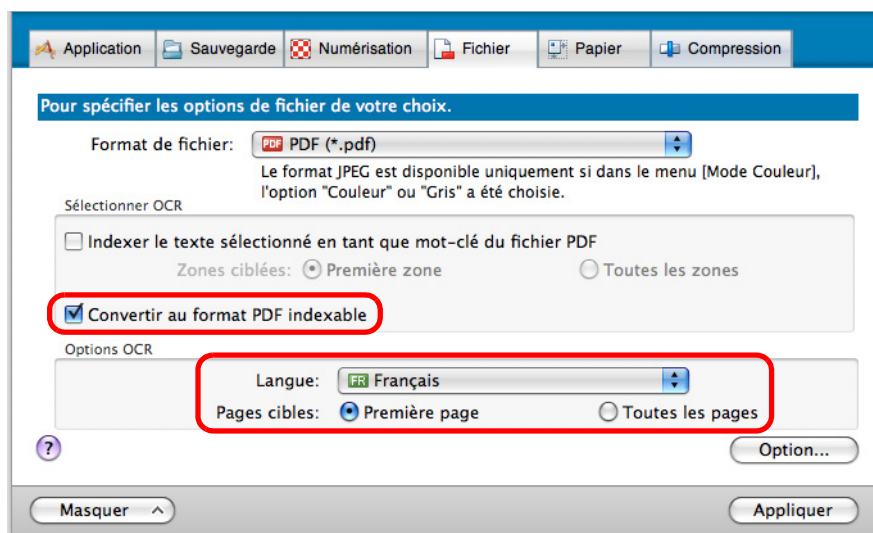 Application Sauvegarde Numérisation Fichier Papier Compression
Pour spécifier les options de fichier de votre choix.
Format de fichier: PDF PDF (*.pdf)
Le format JPEG est disponible uniquement si dans le menu [Mode Couleur],
l'option "Couleur" ou "Gris" a été choisie.
Sélectionner OCR
Indexer le texte sélectionné en tant que mot-clé du fichier PDF
Zones ciblées: Première zone Toutes les zones
Convertir au format PDF indexable
Options OCR
Langue: FR Français
Pages cibles: Première page Toutes les pages
? Option...
Masquer Appliquer